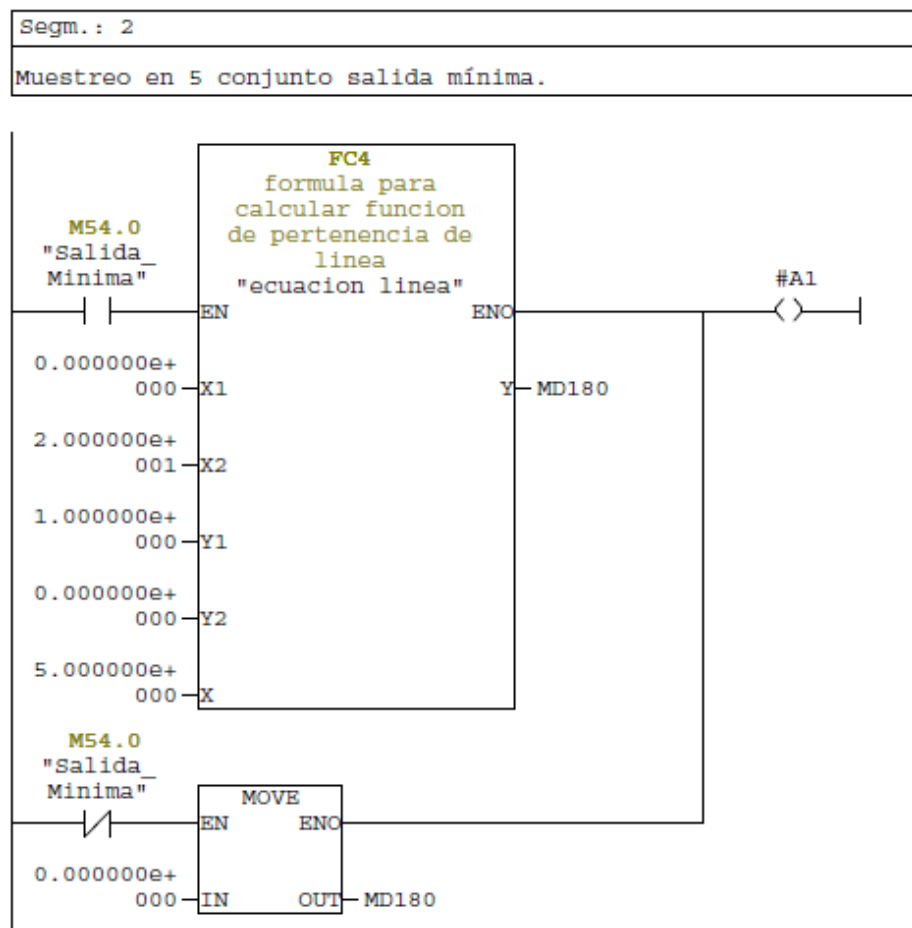 Segm.: 2
Muestreo en 5 conjunto salida mínima.
FC4
formula para
calcular funcion
de pertenencia de
linea
"ecuacion linea"
M54.0
"Salida_
Minima"
EN
ENO
#A1
0.000000e+
000
X1
Y
MD180
2.000000e+
001
X2
1.000000e+
000
Y1
0.000000e+
000
Y2
5.000000e+
000
X
M54.0
"Salida_
Minima"
MOVE
EN
ENO
0.000000e+
000
IN
OUT
MD180